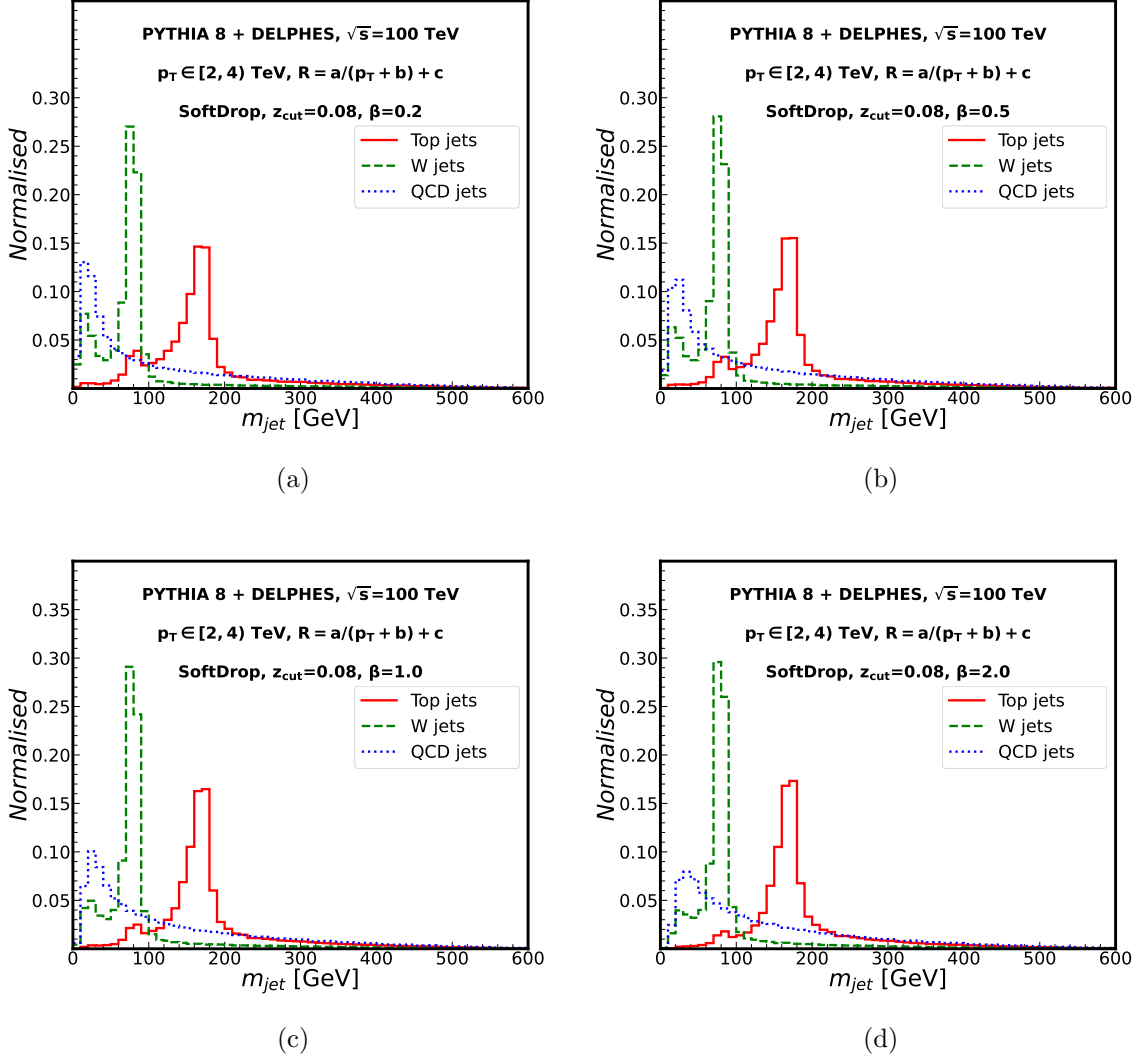 PYTHIA 8 + DELPHES, √s=100 TeV
p_T ∈ [2, 4) TeV, R = a/(p_T + b) + c
SoftDrop, z_cut=0.08, β=0.2
Top jets
W jets
QCD jets
Normalised
0.30
0.25
0.20
0.15
0.10
0.05
0 100 200 300 400 500 600
m_jet [GeV]
(a)
PYTHIA 8 + DELPHES, √s=100 TeV
p_T ∈ [2, 4) TeV, R = a/(p_T + b) + c
SoftDrop, z_cut=0.08, β=0.5
Top jets
W jets
QCD jets
Normalised
0.30
0.25
0.20
0.15
0.10
0.05
0 100 200 300 400 500 600
m_jet [GeV]
(b)
PYTHIA 8 + DELPHES, √s=100 TeV
p_T ∈ [2, 4) TeV, R = a/(p_T + b) + c
SoftDrop, z_cut=0.08, β=1.0
Top jets
W jets
QCD jets
Normalised
0.35
0.30
0.25
0.20
0.15
0.10
0.05
0 100 200 300 400 500 600
m_jet [GeV]
(c)
PYTHIA 8 + DELPHES, √s=100 TeV
p_T ∈ [2, 4) TeV, R = a/(p_T + b) + c
SoftDrop, z_cut=0.08, β=2.0
Top jets
W jets
QCD jets
Normalised
0.35
0.30
0.25
0.20
0.15
0.10
0.05
0 100 200 300 400 500 600
m_jet [GeV]
(d)